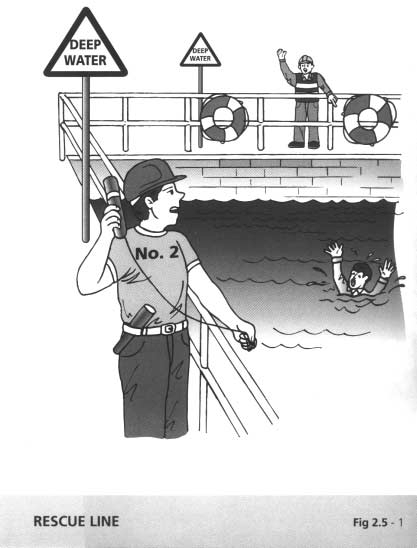 DEEP
WATER
DEEP
WATER
No. 2
RESCUE LINE
Fig 2.5 - 1